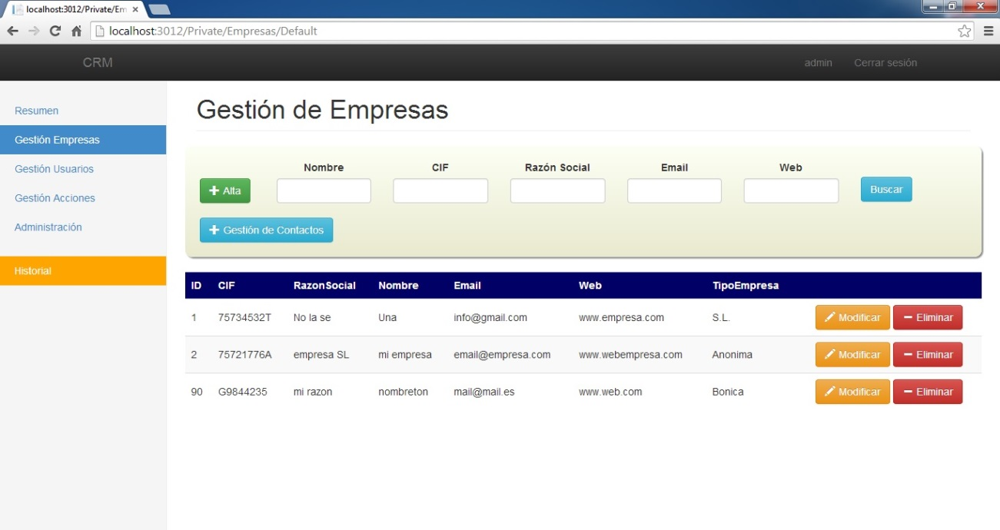 localhost:3012/Private/Em
localhost:3012/Private/Empresas/Default
CRM admin Cerrar sesión
Resumen
Gestión Empresas
Gestión Usuarios
Gestión Acciones
Administración
Historial
Gestión de Empresas
Nombre CIF Razón Social Email Web
Alta Buscar
Gestión de Contactos
ID CIF RazonSocial Nombre Email Web TipoEmpresa
1 75734532T No la se Una info@gmail.com www.empresa.com S.L. Modificar Eliminar
2 75721776A empresa SL mi empresa email@empresa.com www.webempresa.com Anonima Modificar Eliminar
90 G9844235 mi razon nombreton mail@mail.es www.web.com Bonica Modificar Eliminar